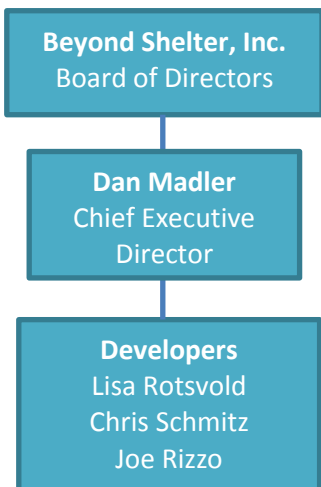 Beyond Shelter, Inc.
Board of Directors
Dan Madler
Chief Executive
Director
Developers
Lisa Rotsvold
Chris Schmitz
Joe Rizzo